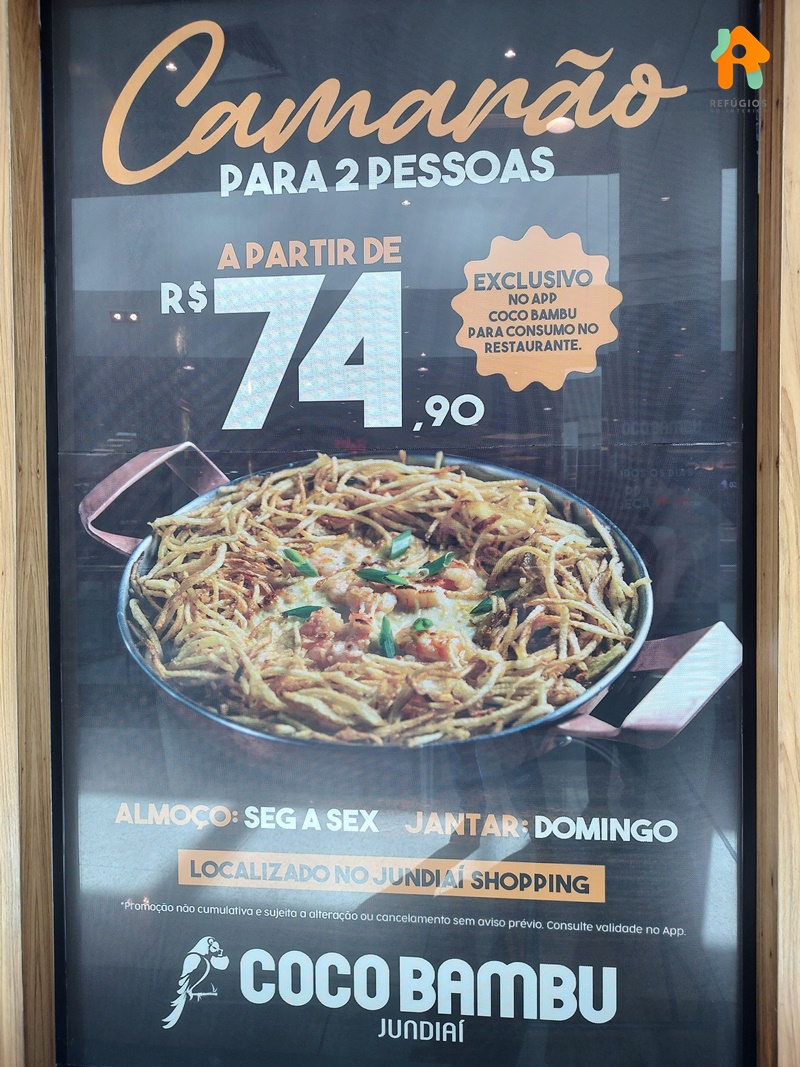 REFÚGIOS
NO INTERIOR
Camarão
PARA 2 PESSOAS
A PARTIR DE
R$ 74,90
EXCLUSIVO
NO APP
COCO BAMBU
PARA CONSUMO NO
RESTAURANTE.
ALMOÇO: SEG A SEX JANTAR: DOMINGO
LOCALIZADO NO JUNDIAÍ SHOPPING
*Promoção não cumulativa e sujeita a alteração ou cancelamento sem aviso prévio. Consulte validade no App.
COCO BAMBU
JUNDIAÍ